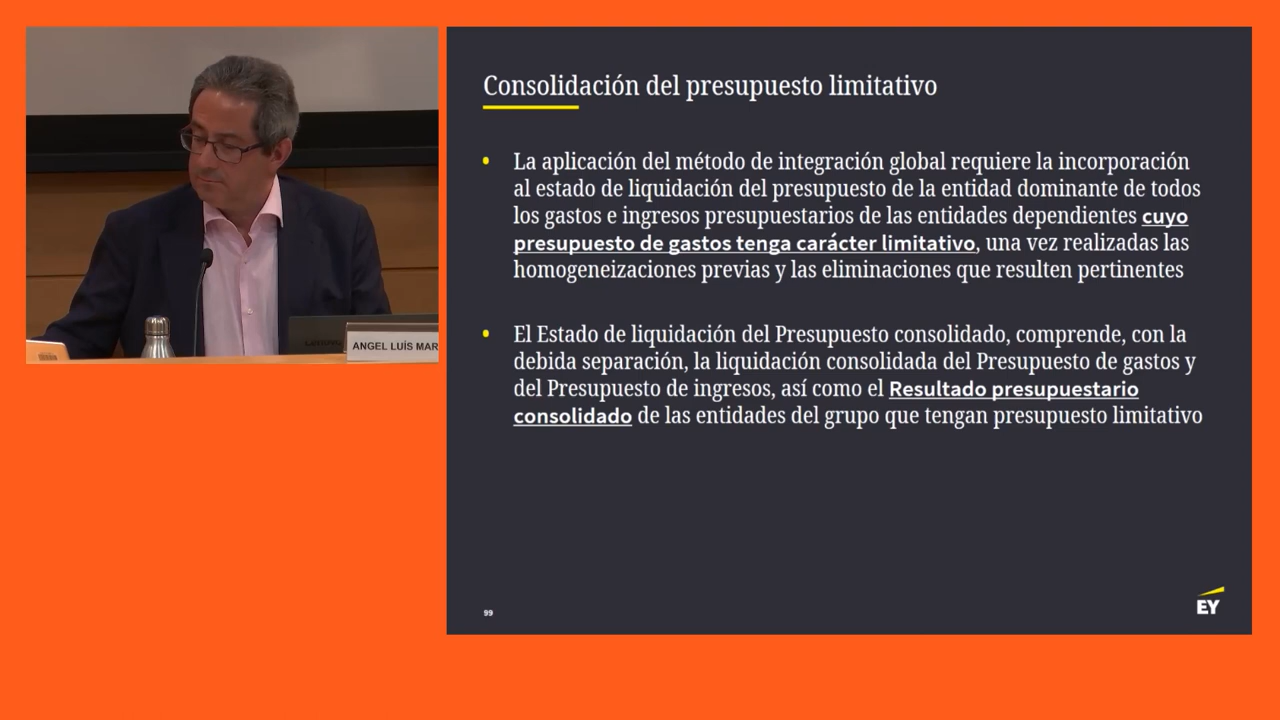 Consolidación del presupuesto limitativo
La aplicación del método de integración global requiere la incorporación
al estado de liquidación del presupuesto de la entidad dominante de todos
los gastos e ingresos presupuestarios de las entidades dependientes cuyo
presupuesto de gastos tenga carácter limitativo, una vez realizadas las
homogeneizaciones previas y las eliminaciones que resulten pertinentes
El Estado de liquidación del Presupuesto consolidado, comprende, con la
debida separación, la liquidación consolidada del Presupuesto de gastos y
del Presupuesto de ingresos, así como el Resultado presupuestario
consolidado de las entidades del grupo que tengan presupuesto limitativo
ANGEL LUÍS MAR
99
EY